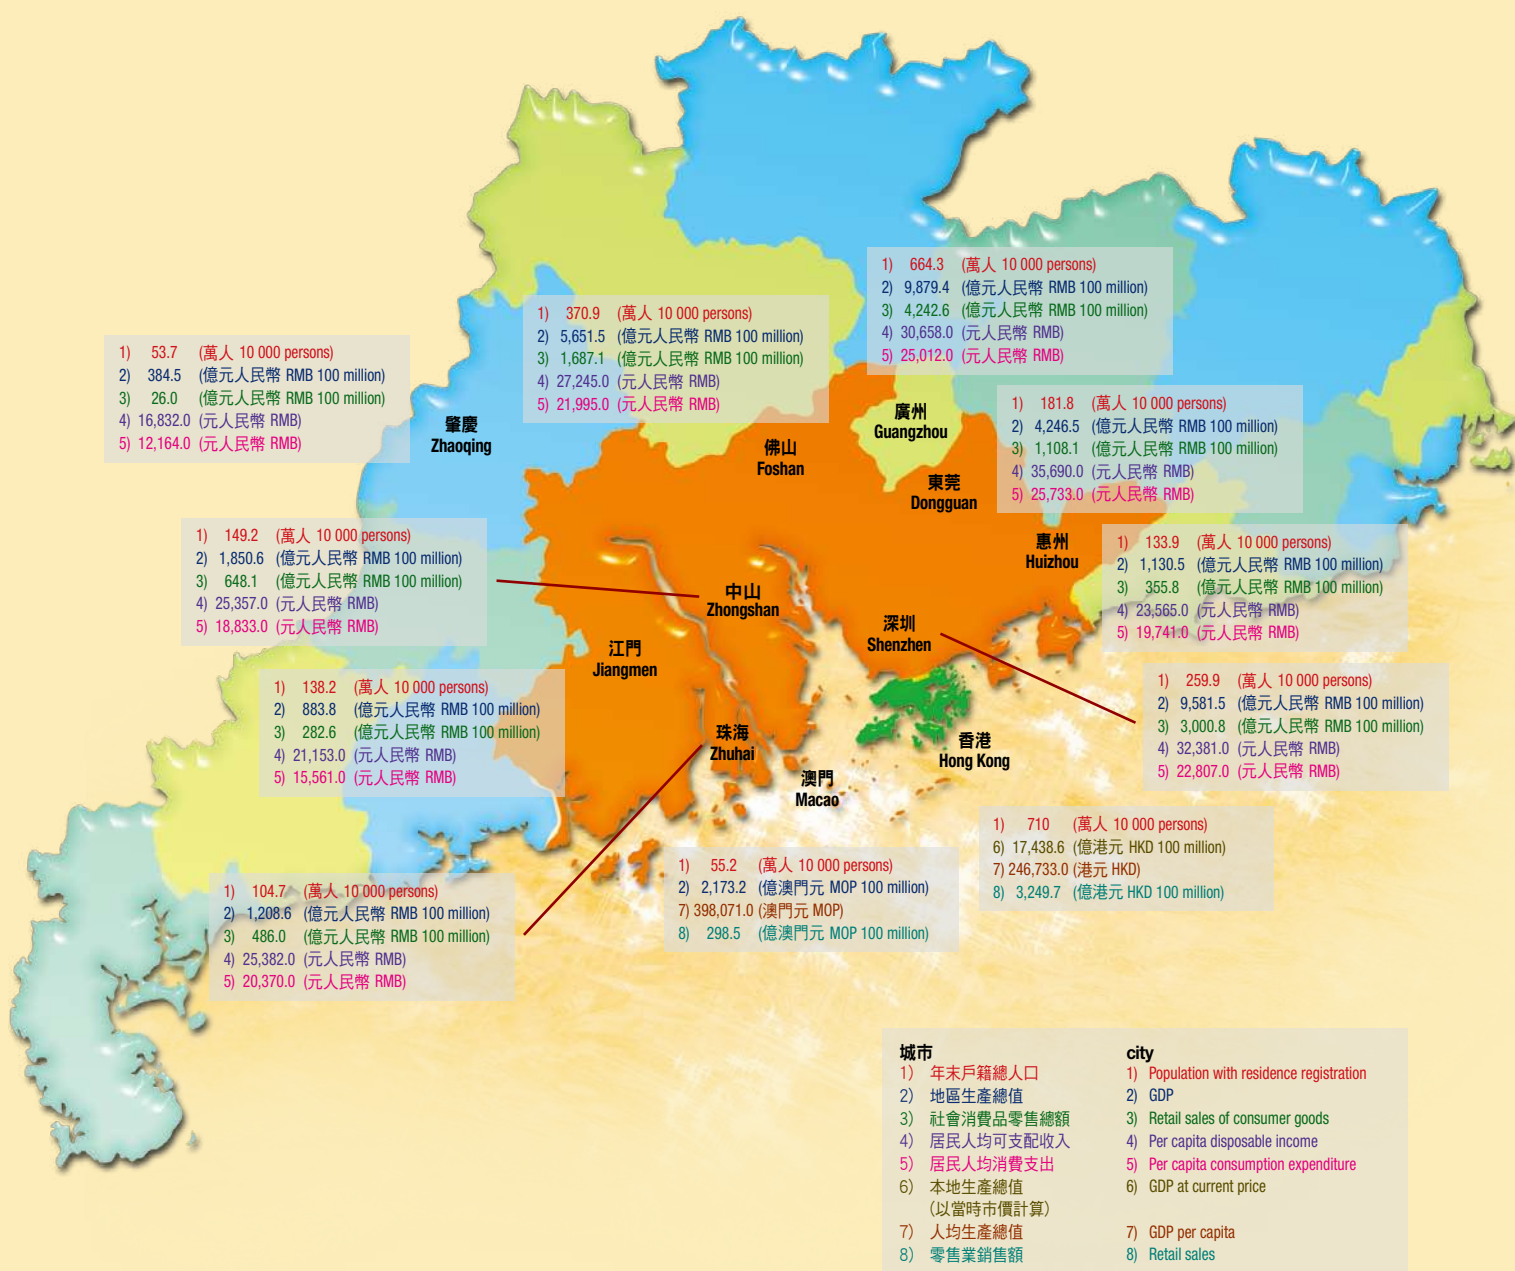 1) 664.3 (萬人 10 000 persons)
2) 9,879.4 (億元人民幣 RMB 100 million)
3) 4,242.6 (億元人民幣 RMB 100 million)
4) 30,658.0 (元人民幣 RMB)
5) 25,012.0 (元人民幣 RMB)
1) 370.9 (萬人 10 000 persons)
2) 5,651.5 (億元人民幣 RMB 100 million)
3) 1,687.1 (億元人民幣 RMB 100 million)
4) 27,245.0 (元人民幣 RMB)
5) 21,995.0 (元人民幣 RMB)
1) 53.7 (萬人 10 000 persons)
2) 384.5 (億元人民幣 RMB 100 million)
3) 26.0 (億元人民幣 RMB 100 million)
4) 16,832.0 (元人民幣 RMB)
5) 12,164.0 (元人民幣 RMB)
肇慶
Zhaoqing
佛山
Foshan
廣州
Guangzhou
1) 181.8 (萬人 10 000 persons)
2) 4,246.5 (億元人民幣 RMB 100 million)
3) 1,108.1 (億元人民幣 RMB 100 million)
4) 35,690.0 (元人民幣 RMB)
5) 25,733.0 (元人民幣 RMB)
東莞
Dongguan
惠州
Huizhou
1) 149.2 (萬人 10 000 persons)
2) 1,850.6 (億元人民幣 RMB 100 million)
3) 648.1 (億元人民幣 RMB 100 million)
4) 25,357.0 (元人民幣 RMB)
5) 18,833.0 (元人民幣 RMB)
1) 133.9 (萬人 10 000 persons)
2) 1,130.5 (億元人民幣 RMB 100 million)
3) 355.8 (億元人民幣 RMB 100 million)
4) 23,565.0 (元人民幣 RMB)
5) 19,741.0 (元人民幣 RMB)
中山
Zhongshan
深圳
Shenzhen
江門
Jiangmen
1) 138.2 (萬人 10 000 persons)
2) 883.8 (億元人民幣 RMB 100 million)
3) 282.6 (億元人民幣 RMB 100 million)
4) 21,153.0 (元人民幣 RMB)
5) 15,561.0 (元人民幣 RMB)
1) 259.9 (萬人 10 000 persons)
2) 9,581.5 (億元人民幣 RMB 100 million)
3) 3,000.8 (億元人民幣 RMB 100 million)
4) 32,381.0 (元人民幣 RMB)
5) 22,807.0 (元人民幣 RMB)
珠海
Zhuhai
香港
Hong Kong
澳門
Macao
1) 710 (萬人 10 000 persons)
6) 17,438.6 (億港元 HKD 100 million)
7) 246,733.0 (港元 HKD)
8) 3,249.7 (億港元 HKD 100 million)
1) 55.2 (萬人 10 000 persons)
2) 2,173.2 (億澳門元 MOP 100 million)
7) 398,071.0 (澳門元 MOP)
8) 298.5 (億澳門元 MOP 100 million)
1) 104.7 (萬人 10 000 persons)
2) 1,208.6 (億元人民幣 RMB 100 million)
3) 486.0 (億元人民幣 RMB 100 million)
4) 25,382.0 (元人民幣 RMB)
5) 20,370.0 (元人民幣 RMB)
城市
1) 年末戶籍總人口
2) 地區生產總值
3) 社會消費品零售總額
4) 居民人均可支配收入
5) 居民人均消費支出
6) 本地生產總值
(以當時市價計算)
7) 人均生產總值
8) 零售業銷售額
city
1) Population with residence registration
2) GDP
3) Retail sales of consumer goods
4) Per capita disposable income
5) Per capita consumption expenditure
6) GDP at current price
7) GDP per capita
8) Retail sales